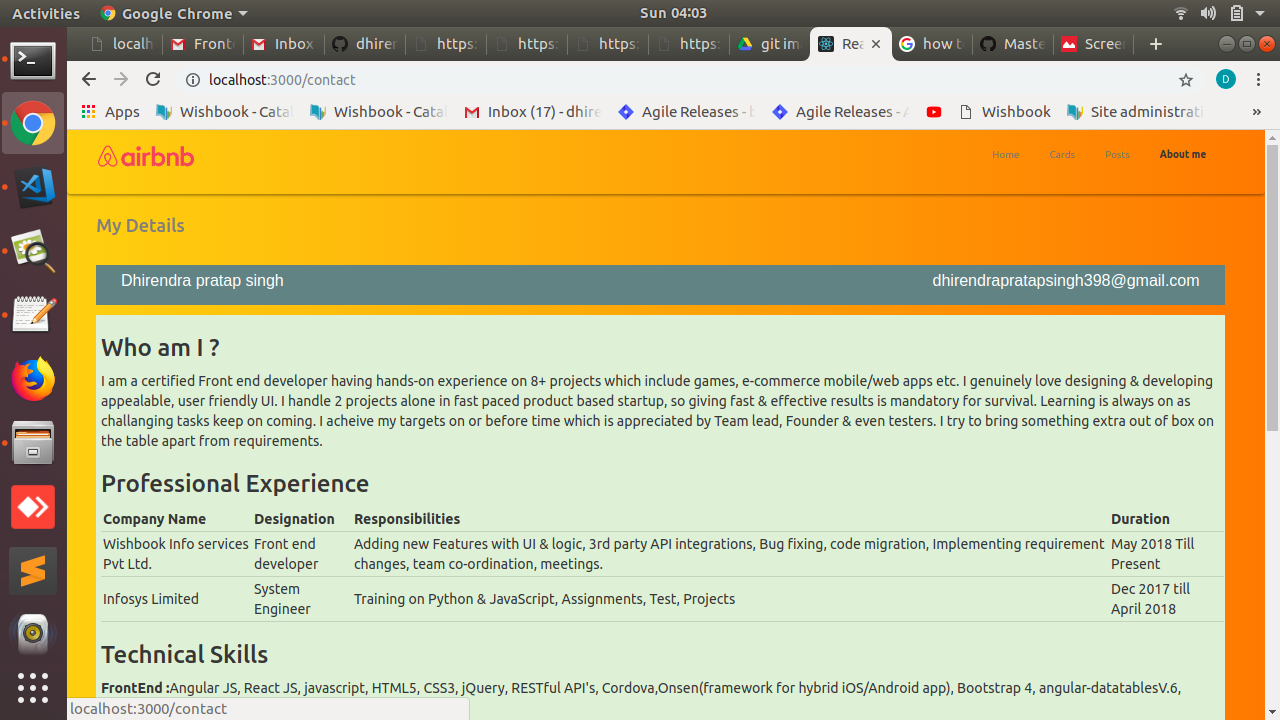 Activities Google Chrome Sun 04:03
localh Front Inbox dhiren https: https: https: https: git im Rea how t Maste Scree
localhost:3000/contact D
Apps Wishbook - Catal Wishbook - Catal Inbox (17) - dhire Agile Releases - b Agile Releases - A Wishbook Site administrati »
airbnb Home Cards Posts About me
My Details
Dhirendra pratap singh dhirendrapratapsingh398@gmail.com
Who am I ?
I am a certified Front end developer having hands-on experience on 8+ projects which include games, e-commerce mobile/web apps etc. I genuinely love designing & developing
appealable, user friendly UI. I handle 2 projects alone in fast paced product based startup, so giving fast & effective results is mandatory for survival. Learning is always on as
challanging tasks keep on coming. I acheive my targets on or before time which is appreciated by Team lead, Founder & even testers. I try to bring something extra out of box on
the table apart from requirements.
Professional Experience
Company Name Designation Responsibilities Duration
Wishbook Info services Front end Adding new Features with UI & logic, 3rd party API integrations, Bug fixing, code migration, Implementing requirement May 2018 Till
Pvt Ltd. developer changes, team co-ordination, meetings. Present
Infosys Limited System Engineer Training on Python & JavaScript, Assignments, Test, Projects Dec 2017 till
April 2018
Technical Skills
FrontEnd :Angular JS, React JS, javascript, HTML5, CSS3, jQuery, RESTful API's, Cordova,Onsen(framework for hybrid iOS/Android app), Bootstrap 4, angular-datatablesV.6,
localhost:3000/contact